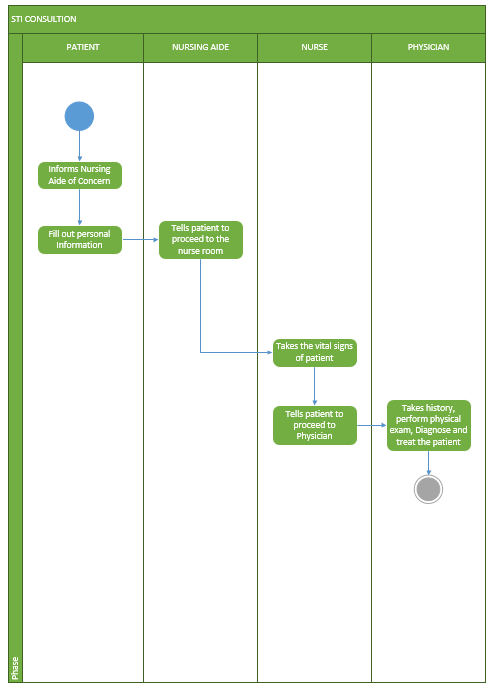 STI CONSULTION
PATIENT
NURSING AIDE
NURSE
PHYSICIAN
Informs Nursing
Aide of Concern
Fill out personal
Information
Tells patient to
proceed to the
nurse room
Takes the vital signs
of patient
Tells patient to
proceed to
Physician
Takes history,
perform physical
exam, Diagnose and
treat the patient
Phase